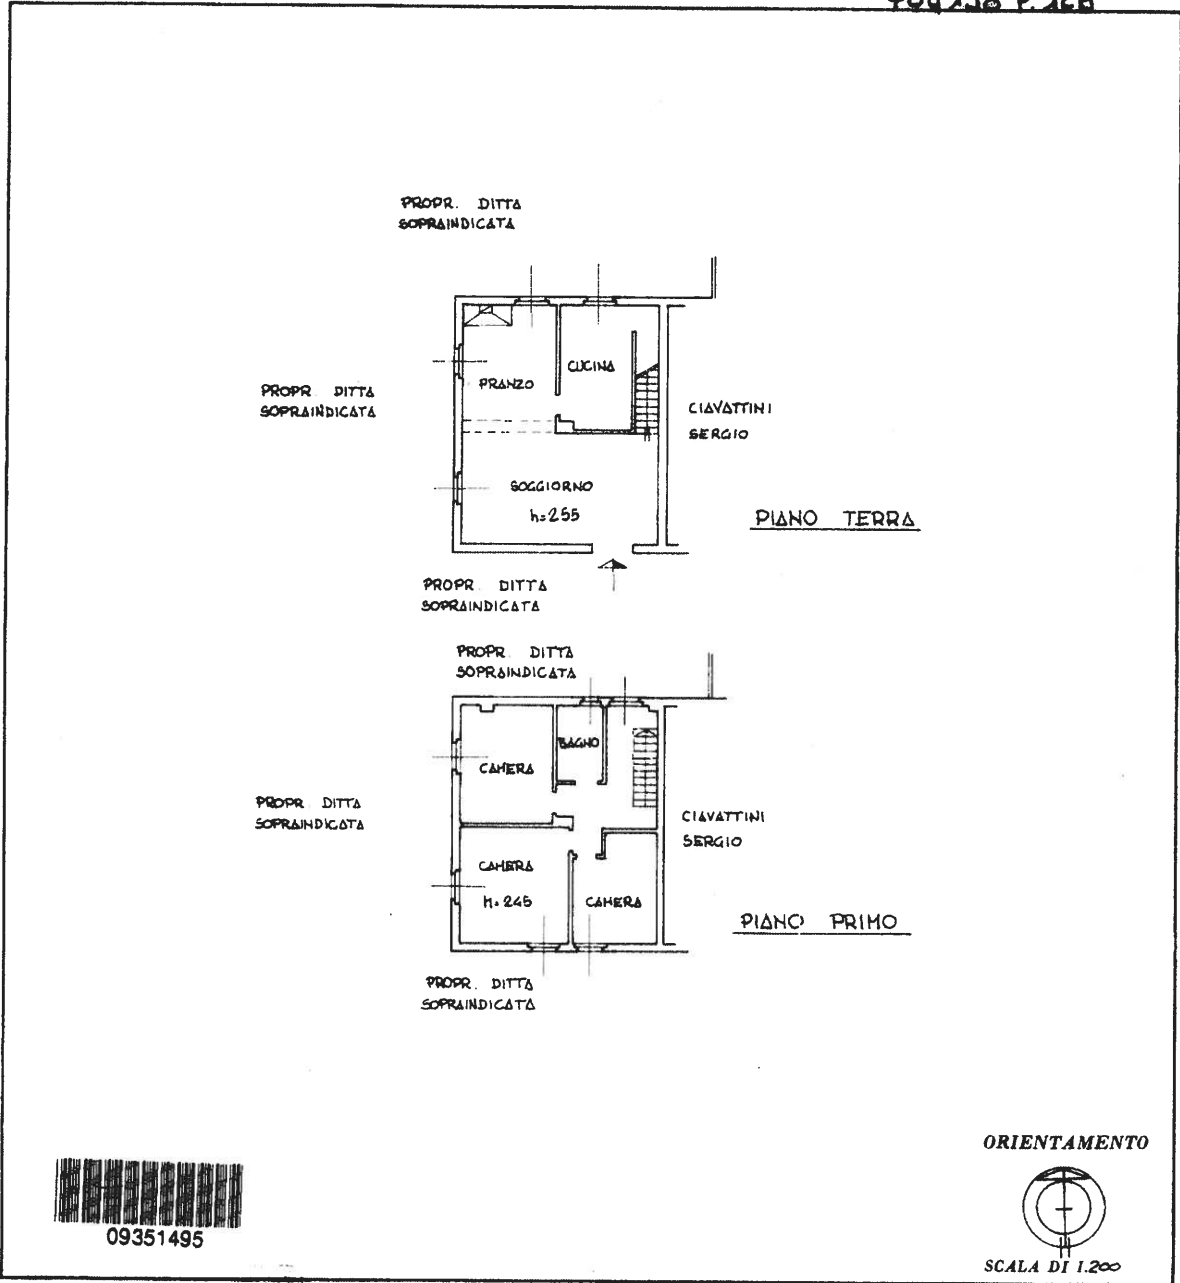 PROPR. DITTA
SOPRAINDICATA
PRANZO
CUCINA
PROPR. DITTA
SOPRAINDICATA
CIAVATTINI
SERGIO
SOGGIORNO
h=255
PIANO TERRA
PROPR. DITTA
SOPRAINDICATA
PROPR. DITTA
SOPRAINDICATA
BAGNO
CAMERA
PROPR. DITTA
SOPRAINDICATA
CIAVATTINI
SERGIO
CAMERA
h=245
CAMERA
PIANO PRIMO
PROPR. DITTA
SOPRAINDICATA
ORIENTAMENTO
09351495
SCALA DI 1.200